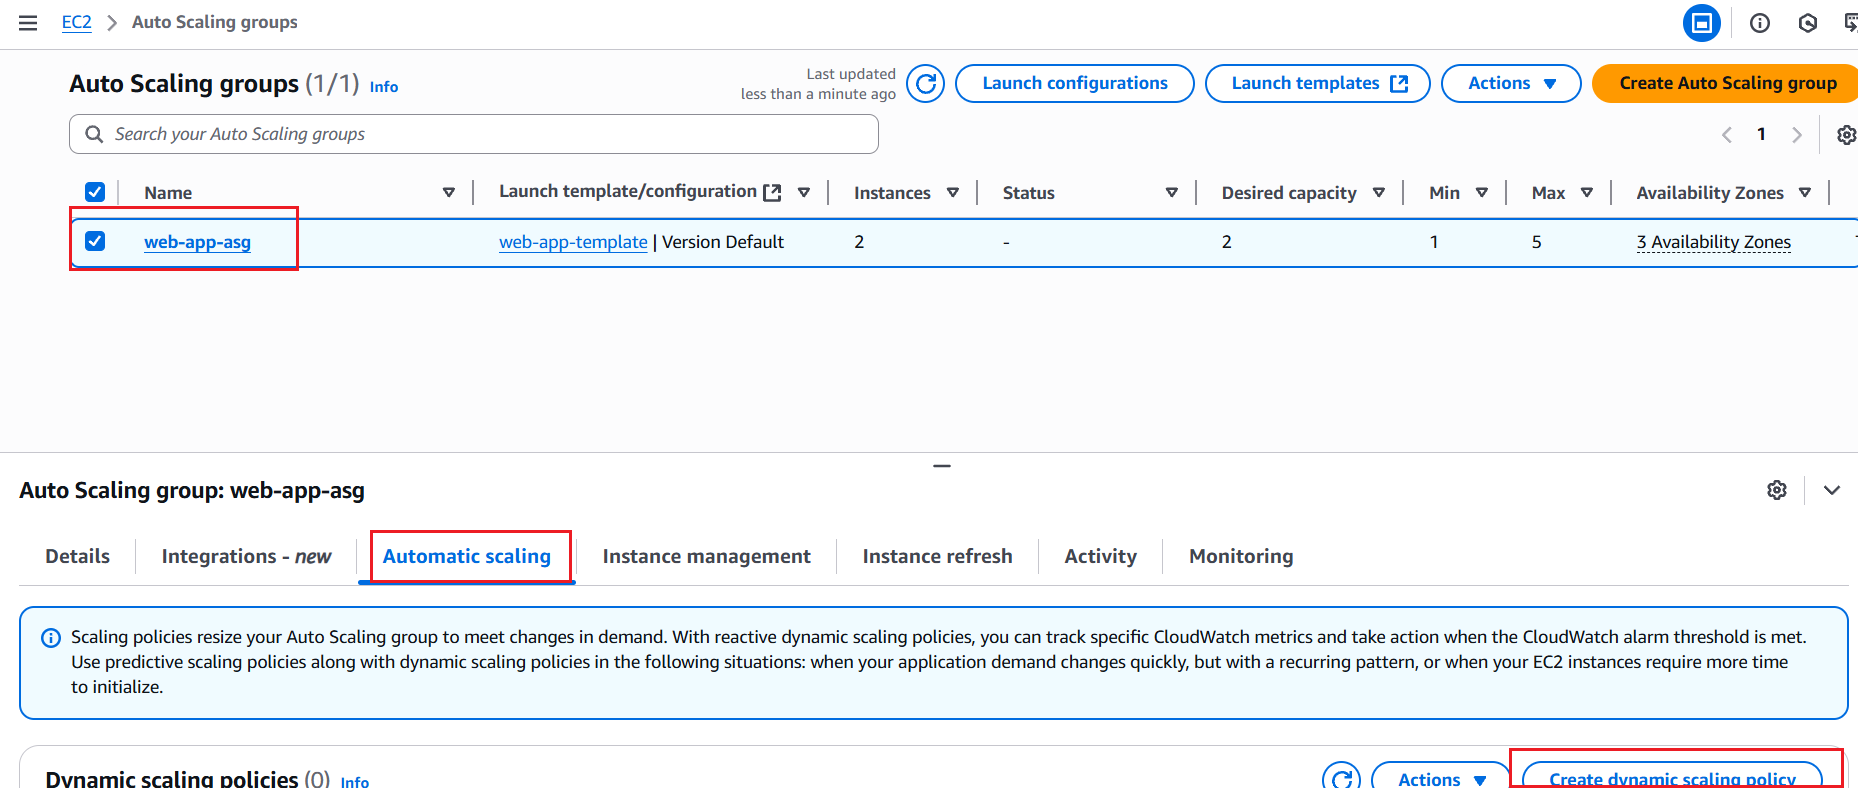 EC2 > Auto Scaling groups
Auto Scaling groups (1/1) Info
Last updated
less than a minute ago
Launch configurations
Launch templates
Actions
Create Auto Scaling group
Search your Auto Scaling groups
1
Name Launch template/configuration Instances Status Desired capacity Min Max Availability Zones
web-app-asg web-app-template | Version Default 2 - 2 1 5 3 Availability Zones
Auto Scaling group: web-app-asg
Details Integrations - new Automatic scaling Instance management Instance refresh Activity Monitoring
Scaling policies resize your Auto Scaling group to meet changes in demand. With reactive dynamic scaling policies, you can track specific CloudWatch metrics and take action when the CloudWatch alarm threshold is met.
Use predictive scaling policies along with dynamic scaling policies in the following situations: when your application demand changes quickly, but with a recurring pattern, or when your EC2 instances require more time
to initialize.
Dynamic scaling policies (0) Info
Actions
Create dynamic scaling policy